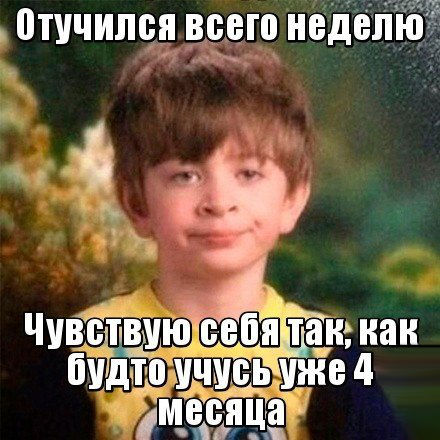 Отучился всего неделю
Чувствую себя так, как
будто учусь уже 4
месяца